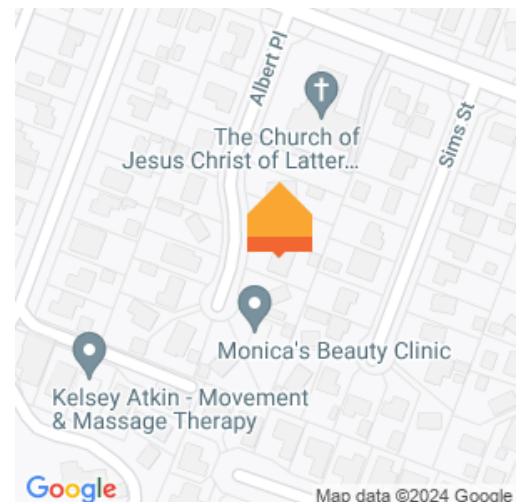 Albert Pl
Sims St
The Church of
Jesus Christ of Latter...
Monica's Beauty Clinic
Kelsey Atkin - Movement
& Massage Therapy
Google
Map data ©2024 Google